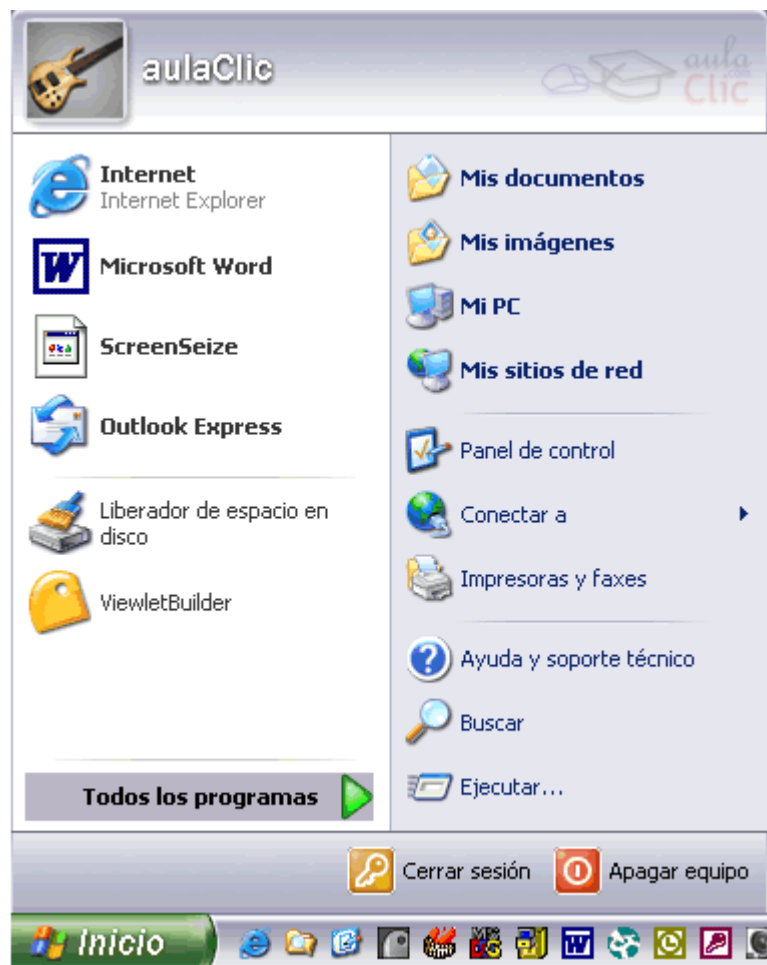 aulaClic
aula
.com
Clic
Internet
Internet Explorer
Microsoft Word
ScreenSeize
Outlook Express
Liberador de espacio en
disco
ViewletBuilder
Todos los programas
Mis documentos
Mis imágenes
Mi PC
Mis sitios de red
Panel de control
Conectar a
Impresoras y faxes
Ayuda y soporte técnico
Buscar
Ejecutar...
Cerrar sesión
Apagar equipo
Inicio